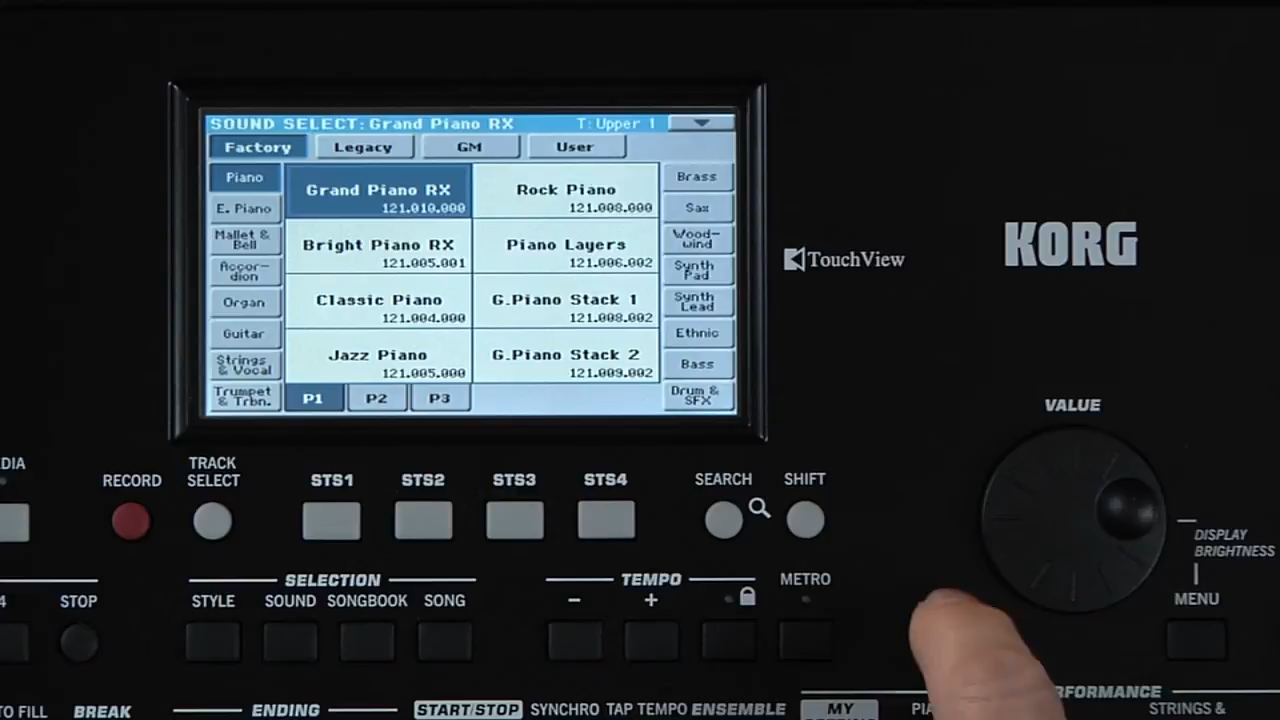 SOUND SELECT:Grand Piano RX T: Upper 1
Factory Legacy GM User
Piano
E. Piano
Mallet & Bell
Accor-
dion
Organ
Guitar
Strings & Vocal
Trumpet & Trbn.
Grand Piano RX
121.010.000
Rock Piano
121.008.000
Bright Piano RX
121.005.001
Piano Layers
121.006.002
Classic Piano
121.004.000
G.Piano Stack 1
121.008.002
Jazz Piano
121.005.000
G.Piano Stack 2
121.009.002
Brass
Sax
Wood-
wind
Synth Pad
Synth Lead
Ethnic
Bass
Drum & SFX
P1 P2 P3
TouchView
KORG
VALUE
DIA
RECORD
TRACK SELECT
STS1 STS2 STS3 STS4
SEARCH
SHIFT
DISPLAY
BRIGHTNESS
MENU
SELECTION
TEMPO
METRO
4 STOP
STYLE SOUND SONGBOOK SONG
- +
TO FILL BREAK ENDING START/STOP SYNCHRO TAP TEMPO ENSEMBLE MY
RFORMANCE
STRINGS &